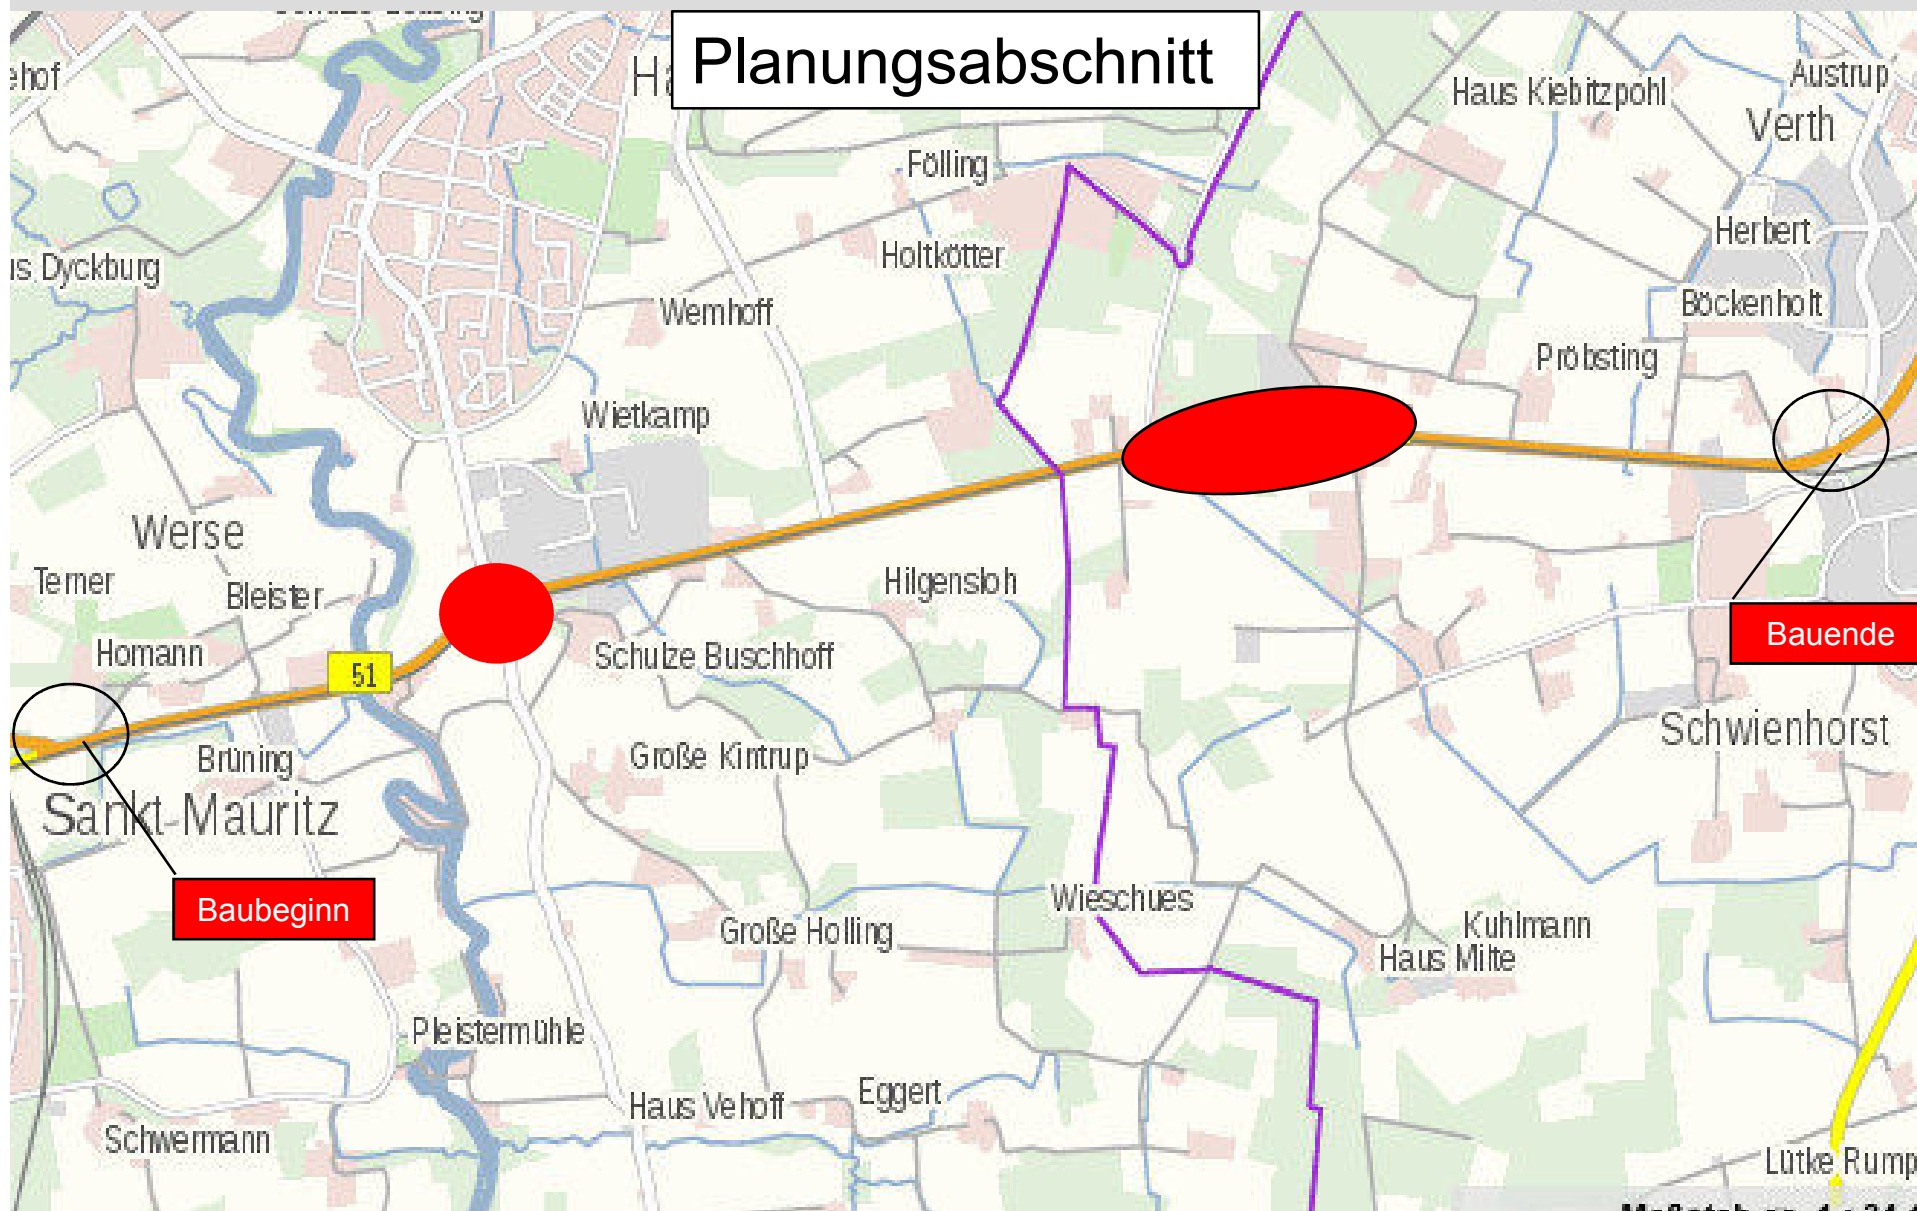 Planungsabschnitt
Haus Kiebitzpohl
Austrup
Verth
Fölling
Herbert
Holtkötter
Dyckburg
Böckenholt
Wemhoff
Pröbsting
Wietkamp
Werse
Terner
Bleister
Hilgensloh
Bauende
Homann
Schulze Buschhoff
51
Schwienhorst
Brüning
Große Kintrup
Sankt-Mauritz
Baubeginn
Wieschues
Große Holling
Kuhlmann
Haus Milte
Pleistermühle
Eggert
Haus Vehoff
Schwermann
Lütke Rump